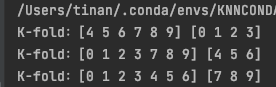 /Users/tinan/.conda/envs/KNNCONDA
K-fold: [4 5 6 7 8 9] [0 1 2 3]
K-fold: [0 1 2 3 7 8 9] [4 5 6]
K-fold: [0 1 2 3 4 5 6] [7 8 9]